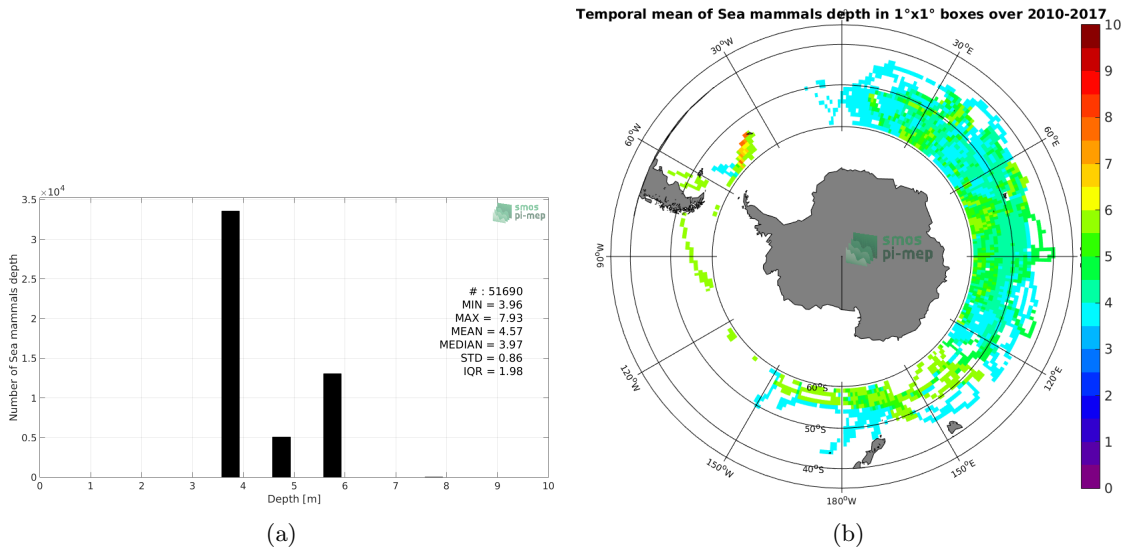 Temporal mean of Sea mammals depth in 1°x1° boxes over 2010-2017
×10⁴
3.5
3
2.5
2
1.5
1
0.5
0
Number of Sea mammals depth
smos
pi-mep
# : 51690
MIN = 3.96
MAX = 7.93
MEAN = 4.57
MEDIAN = 3.97
STD = 0.86
IQR = 1.98
0 1 2 3 4 5 6 7 8 9 10
Depth [m]
(a)
30°W
30°E
60°W
60°E
90°W
120°W
120°E
150°W
150°E
180°W
60°S
50°S
40°S
smos
pi-mep
10
9
8
7
6
5
4
3
2
1
0
(b)